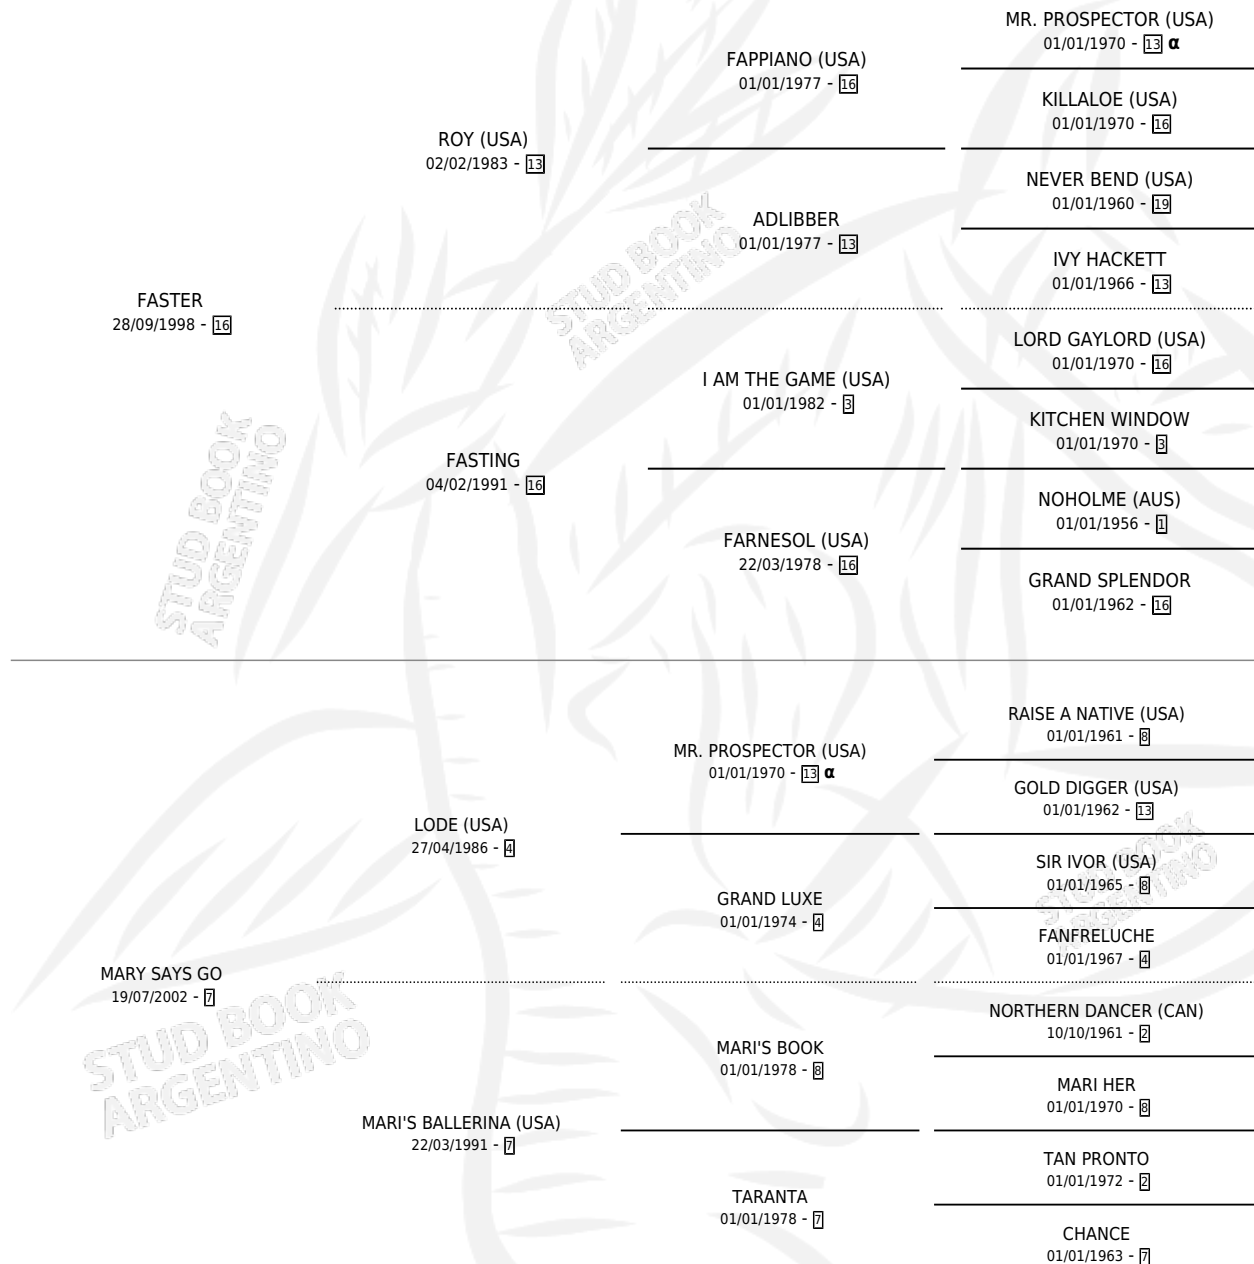 MR. PROSPECTOR (USA)
01/01/1970 - 13 α
FAPPIANO (USA)
01/01/1977 - 16
KILLALOE (USA)
01/01/1970 - 16
ROY (USA)
02/02/1983 - 13
NEVER BEND (USA)
01/01/1960 - 19
ADLIBBER
01/01/1977 - 13
IVY HACKETT
01/01/1966 - 13
FASTER
28/09/1998 - 16
LORD GAYLORD (USA)
01/01/1970 - 16
I AM THE GAME (USA)
01/01/1982 - 3
KITCHEN WINDOW
01/01/1970 - 3
FASTING
04/02/1991 - 16
NOHOLME (AUS)
01/01/1956 - 1
FARNESOL (USA)
22/03/1978 - 16
GRAND SPLENDOR
01/01/1962 - 16
STUD BOOK
ARGENTINO
STUD BOOK
ARGENTINO
RAISE A NATIVE (USA)
01/01/1961 - 8
MR. PROSPECTOR (USA)
01/01/1970 - 13 α
GOLD DIGGER (USA)
01/01/1962 - 13
LODE (USA)
27/04/1986 - 4
SIR IVOR (USA)
01/01/1965 - 8
GRAND LUXE
01/01/1974 - 4
FANFRELUCHE
01/01/1967 - 4
MARY SAYS GO
19/07/2002 - 7
NORTHERN DANCER (CAN)
10/10/1961 - 2
MARI'S BOOK
01/01/1978 - 8
MARI HER
01/01/1970 - 8
MARI'S BALLERINA (USA)
22/03/1991 - 7
TAN PRONTO
01/01/1972 - 2
TARANTA
01/01/1978 - 7
CHANCE
01/01/1963 - 7
STUD BOOK
ARGENTINO
STUD BOOK
ARGENTINO